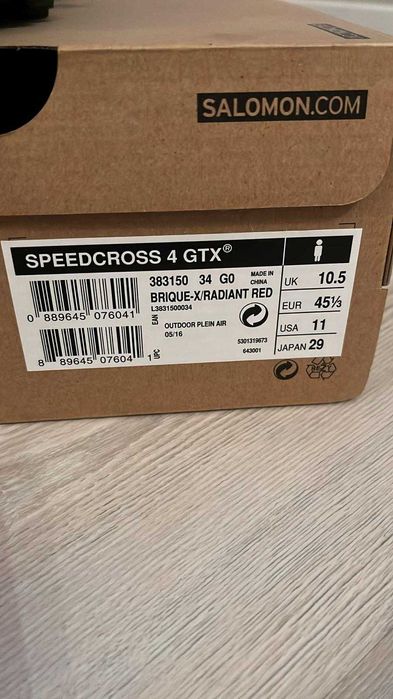 SALOMON.COM
SPEEDCROSS 4 GTX®
383150 34 G0 MADE IN CHINA
BRIQUE-X/RADIANT RED
L3831500034
EAN
OUTDOOR PLEIN AIR
05/16
0 889645 076041
8 89645 07604 1
UPC
5301319673
643001
UK 10.5
EUR 45⅓
USA 11
JAPAN 29